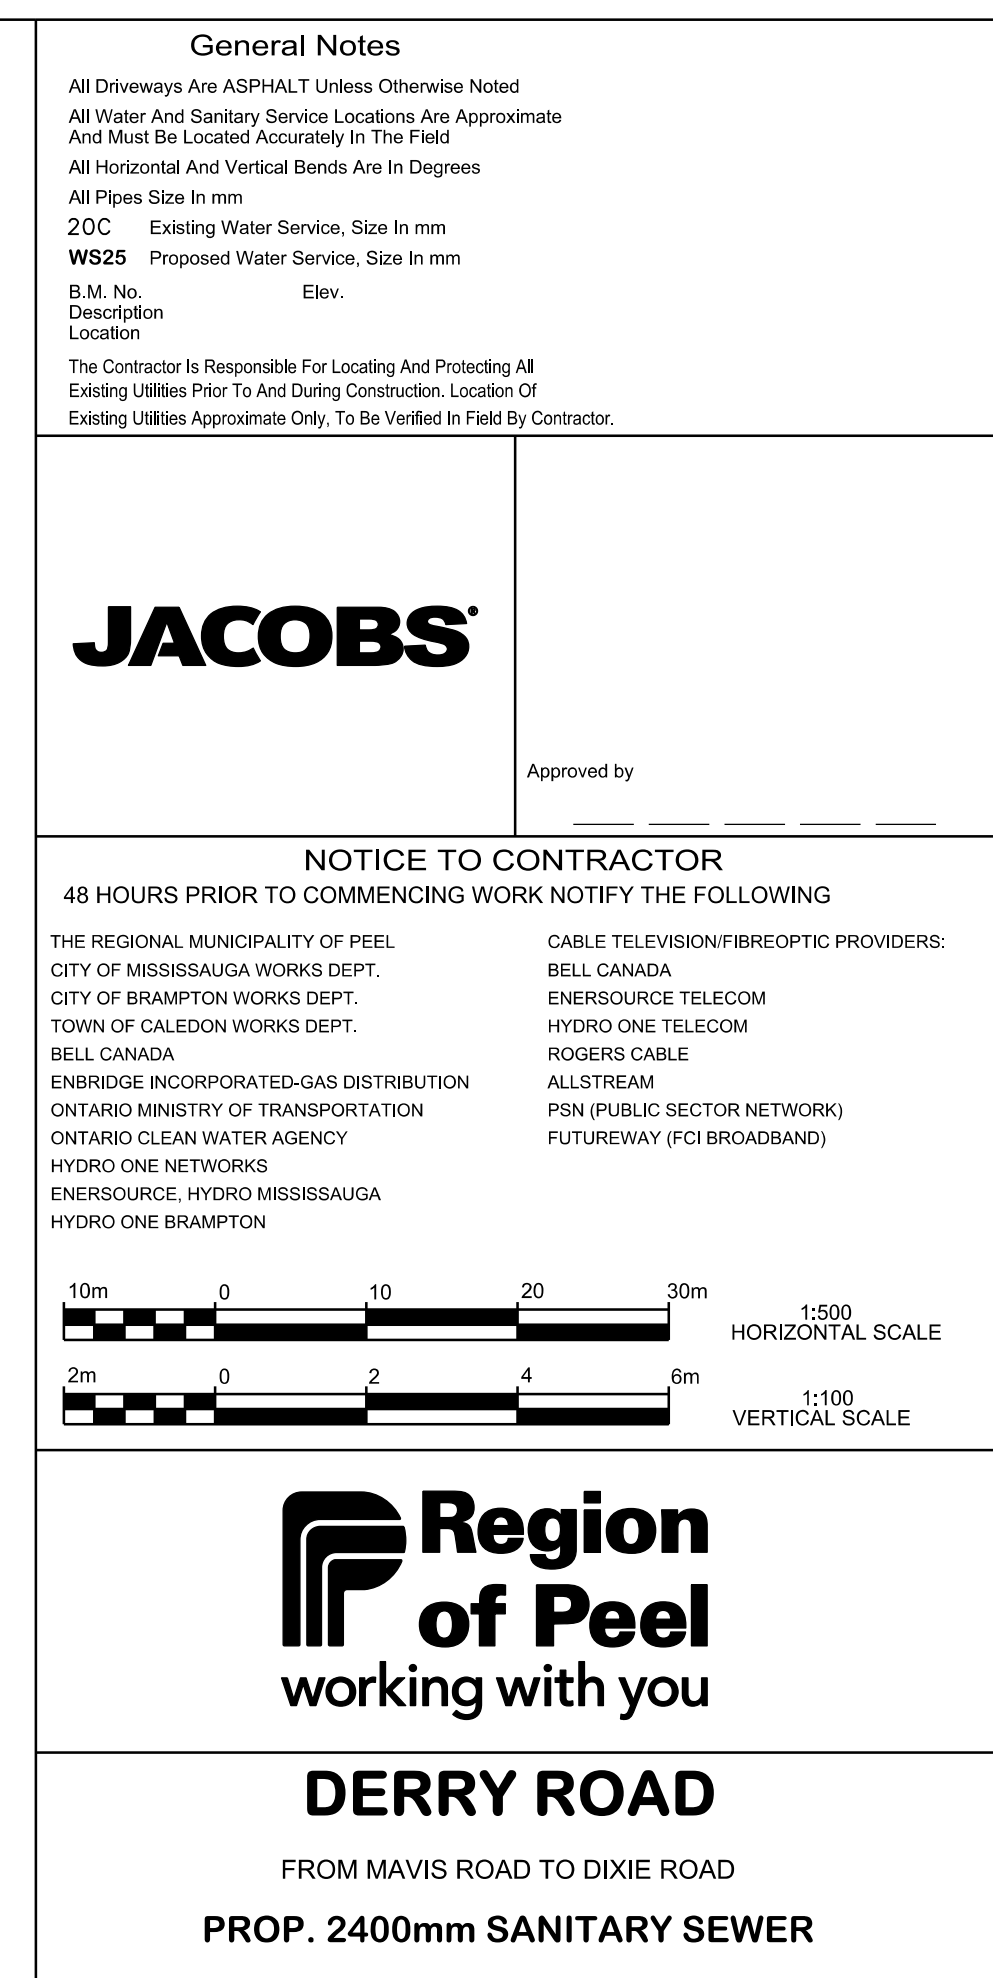 General Notes
All Driveways Are ASPHALT Unless Otherwise Noted
All Water And Sanitary Service Locations Are Approximate
And Must Be Located Accurately In The Field
All Horizontal And Vertical Bends Are In Degrees
All Pipes Size In mm
20C Existing Water Service, Size In mm
WS25 Proposed Water Service, Size In mm
B.M. No. Elev.
Description
Location
The Contractor Is Responsible For Locating And Protecting All
Existing Utilities Prior To And During Construction. Location Of
Existing Utilities Approximate Only, To Be Verified In Field By Contractor.
JACOBS®
Approved by
NOTICE TO CONTRACTOR
48 HOURS PRIOR TO COMMENCING WORK NOTIFY THE FOLLOWING
THE REGIONAL MUNICIPALITY OF PEEL
CITY OF MISSISSAUGA WORKS DEPT.
CITY OF BRAMPTON WORKS DEPT.
TOWN OF CALEDON WORKS DEPT.
BELL CANADA
ENBRIDGE INCORPORATED-GAS DISTRIBUTION
ONTARIO MINISTRY OF TRANSPORTATION
ONTARIO CLEAN WATER AGENCY
HYDRO ONE NETWORKS
ENERSOURCE, HYDRO MISSISSAUGA
HYDRO ONE BRAMPTON
CABLE TELEVISION/FIBREOPTIC PROVIDERS:
BELL CANADA
ENERSOURCE TELECOM
HYDRO ONE TELECOM
ROGERS CABLE
ALLSTREAM
PSN (PUBLIC SECTOR NETWORK)
FUTUREWAY (FCI BROADBAND)
10m 0 10 20 30m
1:500
HORIZONTAL SCALE
2m 0 2 4 6m
1:100
VERTICAL SCALE
Region
of Peel
working with you
DERRY ROAD
FROM MAVIS ROAD TO DIXIE ROAD
PROP. 2400mm SANITARY SEWER